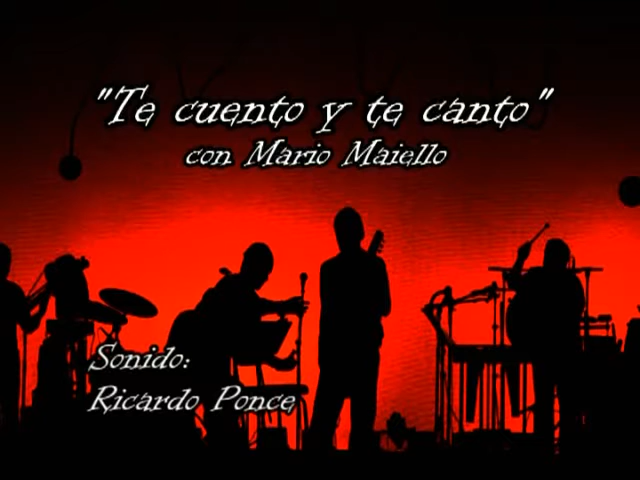 "Te cuento y te canto"
con Mario Maiello
Sonido:
Ricardo Ponce